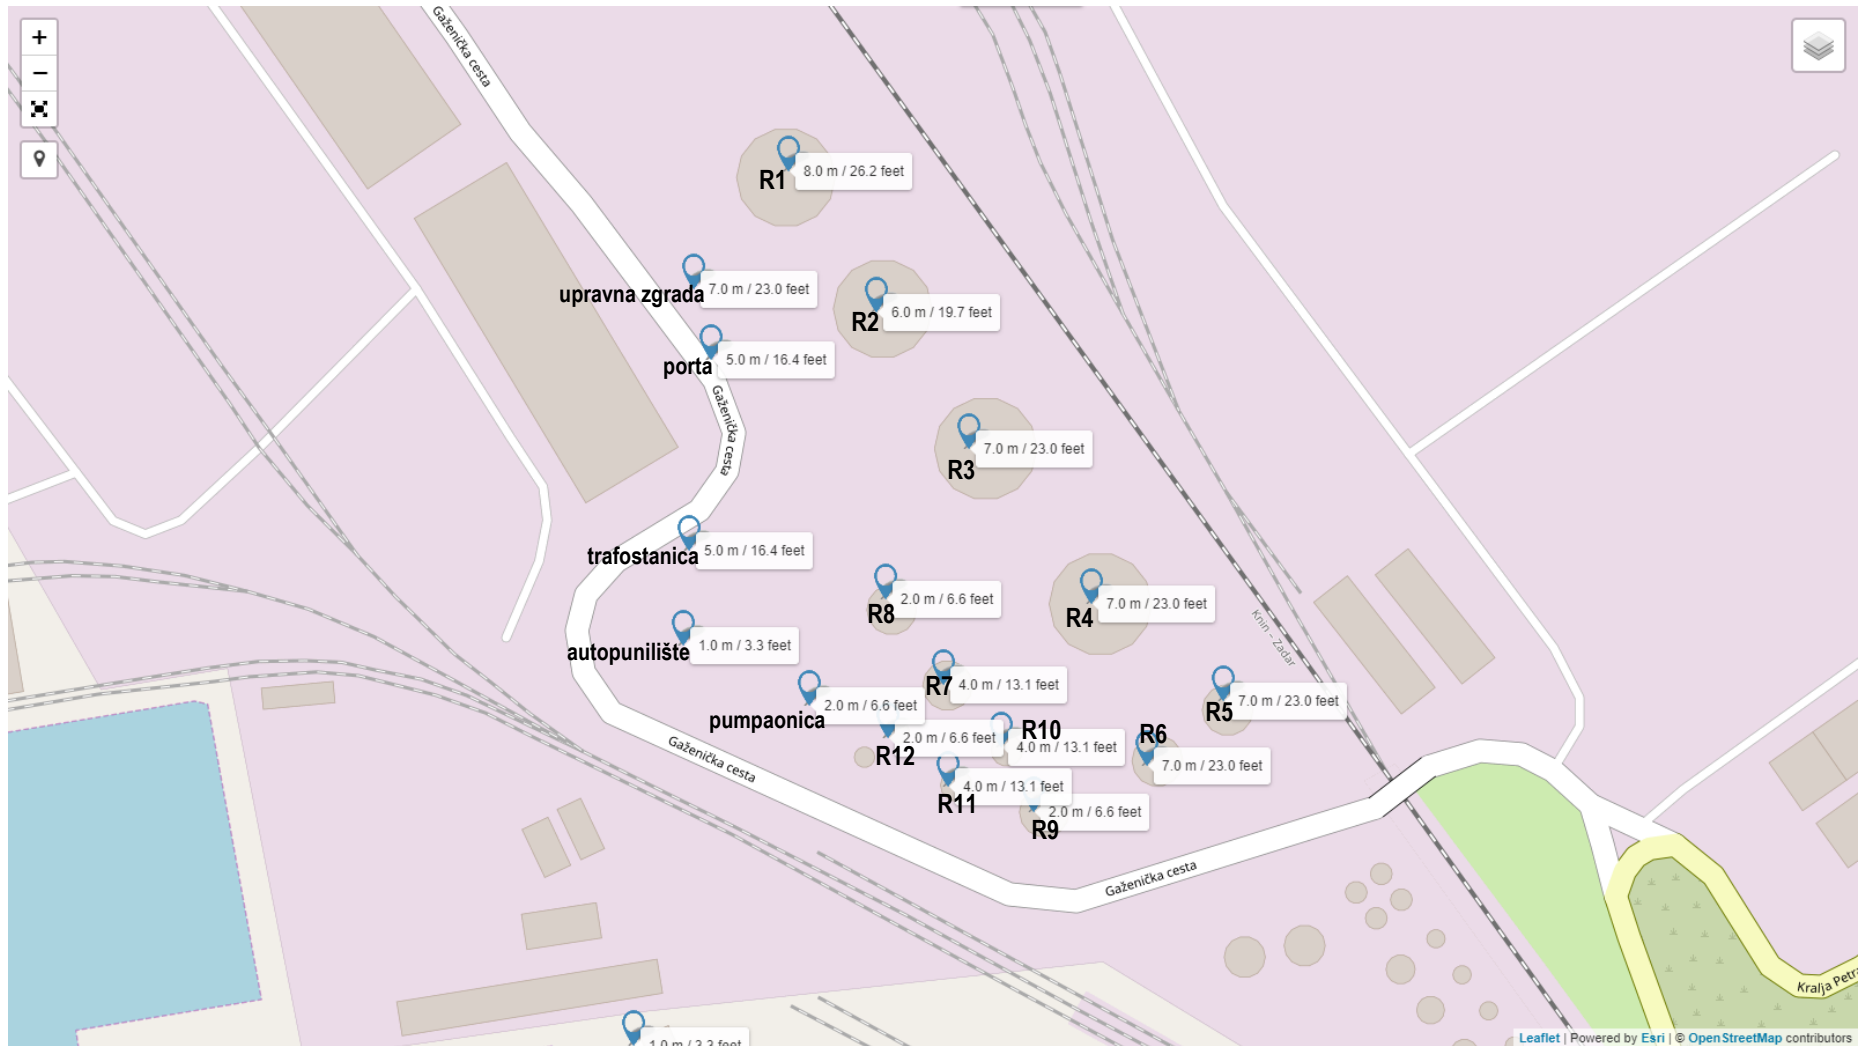 +
−
Gaženička cesta
R1
8.0 m / 26.2 feet
upravna zgrada
7.0 m / 23.0 feet
R2
6.0 m / 19.7 feet
porta
5.0 m / 16.4 feet
Gaženička cesta
R3
7.0 m / 23.0 feet
trafostanica
5.0 m / 16.4 feet
R8
2.0 m / 6.6 feet
R4
7.0 m / 23.0 feet
Knin - Zadar
autopunilište
1.0 m / 3.3 feet
R7
4.0 m / 13.1 feet
pumpaonica
2.0 m / 6.6 feet
R5
7.0 m / 23.0 feet
R12
2.0 m / 6.6 feet
R10
4.0 m / 13.1 feet
R6
7.0 m / 23.0 feet
Gaženička cesta
R11
4.0 m / 13.1 feet
R9
2.0 m / 6.6 feet
Gaženička cesta
Kralja Petra
1.0 m / 3.3 feet
Leaflet | Powered by Esri | © OpenStreetMap contributors